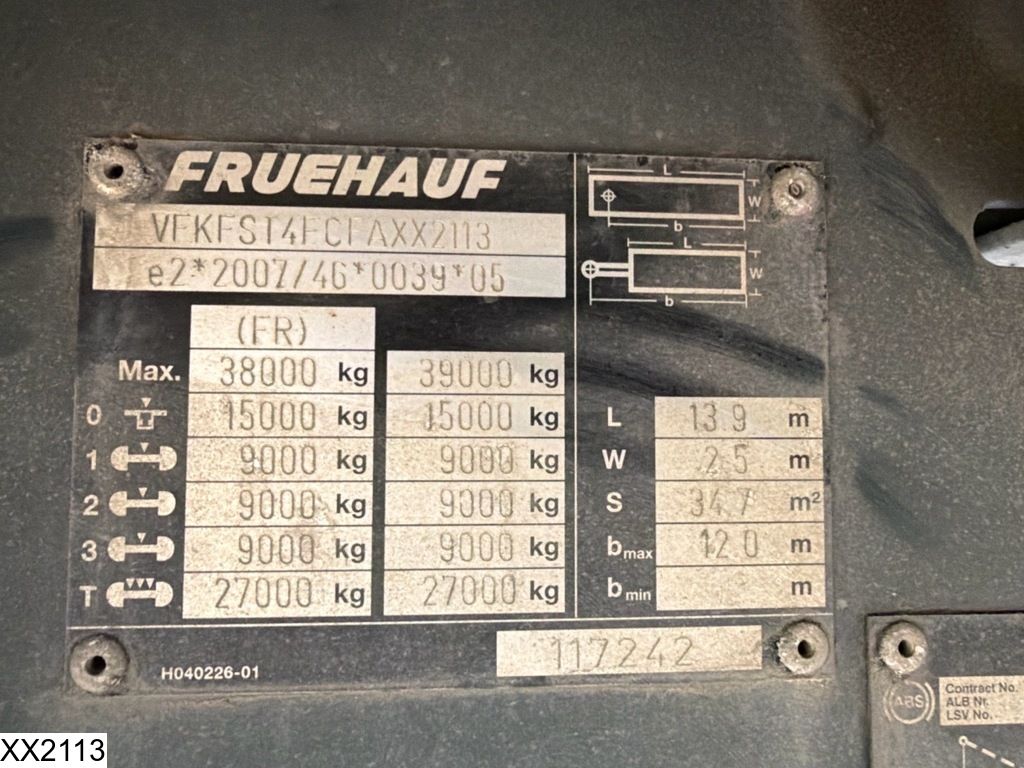 FRUEHAUF
VFKFST4FCFAXX2113
e2*2007/46*0039*05
(FR)
Max. 38000 kg 39000 kg
0 15000 kg 15000 kg
1 9000 kg 9000 kg
2 9000 kg 9000 kg
3 9000 kg 9000 kg
T 27000 kg 27000 kg
L
W
b
L
W
b
L 13.9 m
W 2.5 m
S 34.7 m²
bmax 12.0 m
bmin m
H040226-01
117242
ABS
Contract No.
ALB Nr.
LSV No.
XX2113